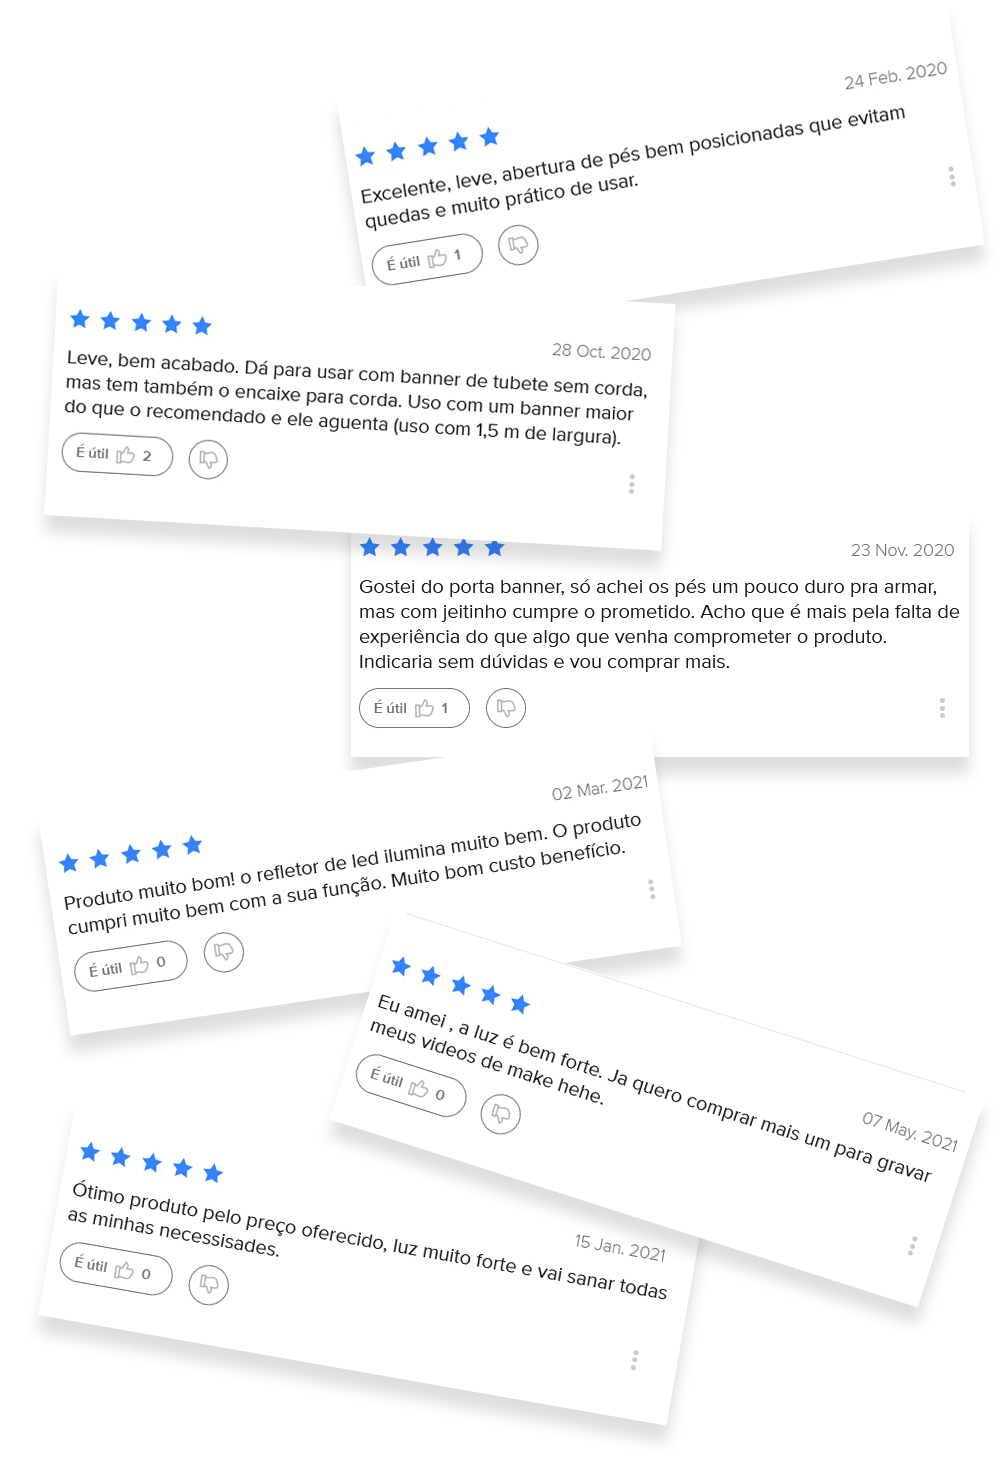 24 Feb. 2020
Excelente, leve, abertura de pés bem posicionadas que evitam
quedas e muito prático de usar.
É útil 1
28 Oct. 2020
Leve, bem acabado. Dá para usar com banner de tubete sem corda,
mas tem também o encaixe para corda. Uso com um banner maior
do que o recomendado e ele aguenta (uso com 1,5 m de largura).
É útil 2
23 Nov. 2020
Gostei do porta banner, só achei os pés um pouco duro pra armar,
mas com jeitinho cumpre o prometido. Acho que é mais pela falta de
experiência do que algo que venha comprometer o produto.
Indicaria sem dúvidas e vou comprar mais.
É útil 1
02 Mar. 2021
Produto muito bom! o refletor de led ilumina muito bem. O produto
cumpri muito bem com a sua função. Muito bom custo benefício.
É útil 0
07 May. 2021
Eu amei , a luz é bem forte. Ja quero comprar mais um para gravar
meus videos de make hehe.
É útil 0
15 Jan. 2021
Ótimo produto pelo preço oferecido, luz muito forte e vai sanar todas
as minhas necessisades.
É útil 0